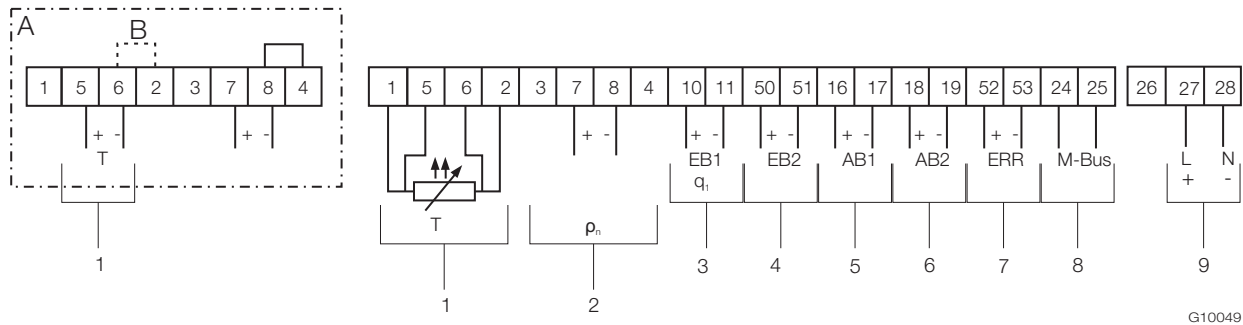 A
B
1 5 6 2 3 7 8 4
+ - + -
T
1
1 5 6 2 3 7 8 4 10 11 50 51 16 17 18 19 52 53 24 25 26 27 28
+ - + - + - + - + - + -
EB1 EB2 AB1 AB2 ERR M-Bus L N
q₁ + -
T ρₙ
1 2 3 4 5 6 7 8 9
G10049